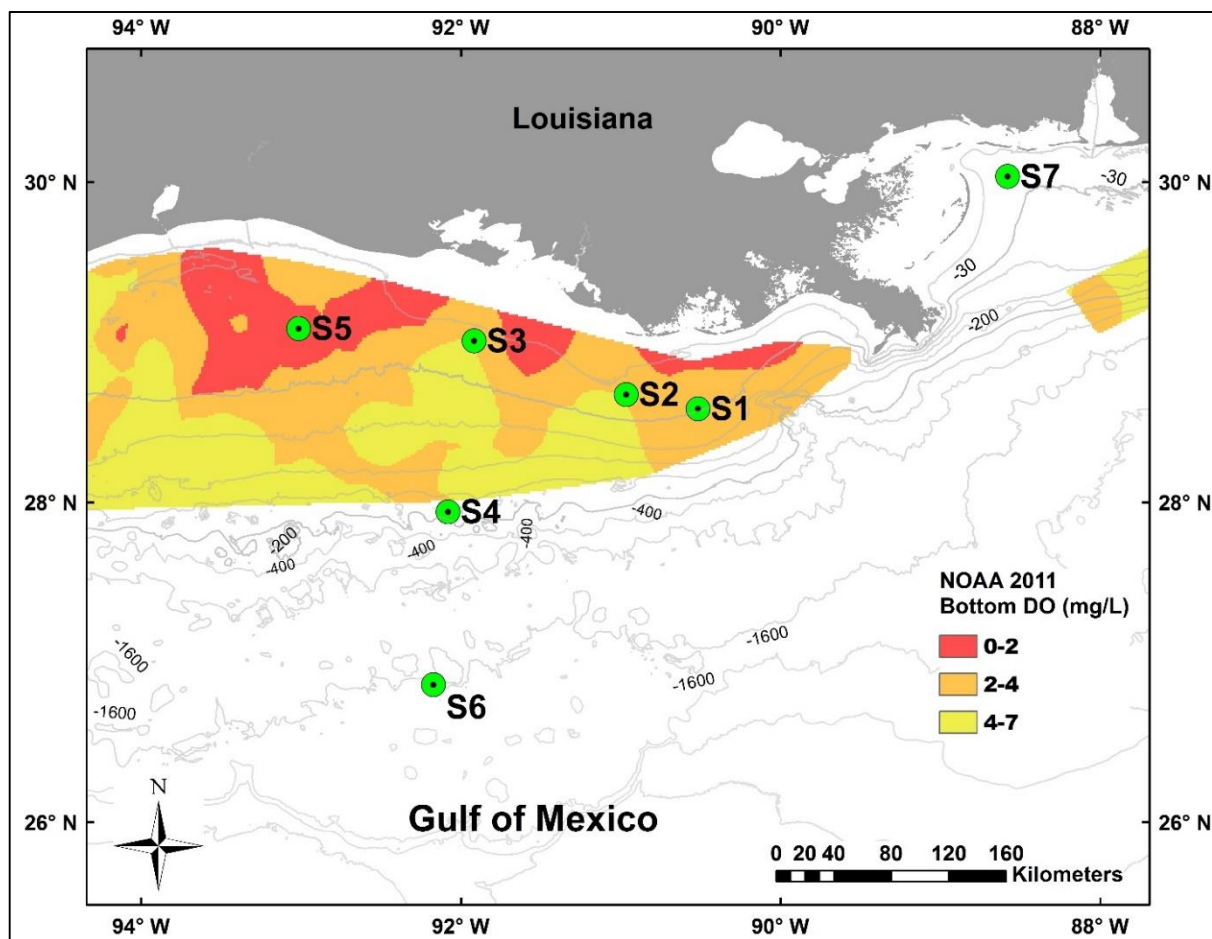 94° W 92° W 90° W 88° W
Louisiana
30° N 30° N
S7
-30
-30
-200
S5 S3
S2 S1
28° N 28° N
S4
-400
-200
-400
-400
-400
NOAA 2011
Bottom DO (mg/L)
0-2
2-4
4-7
-1600
-1600
-1600
-1600
S6
N
Gulf of Mexico
26° N 26° N
0 20 40 80 120 160
Kilometers
94° W 92° W 90° W 88° W